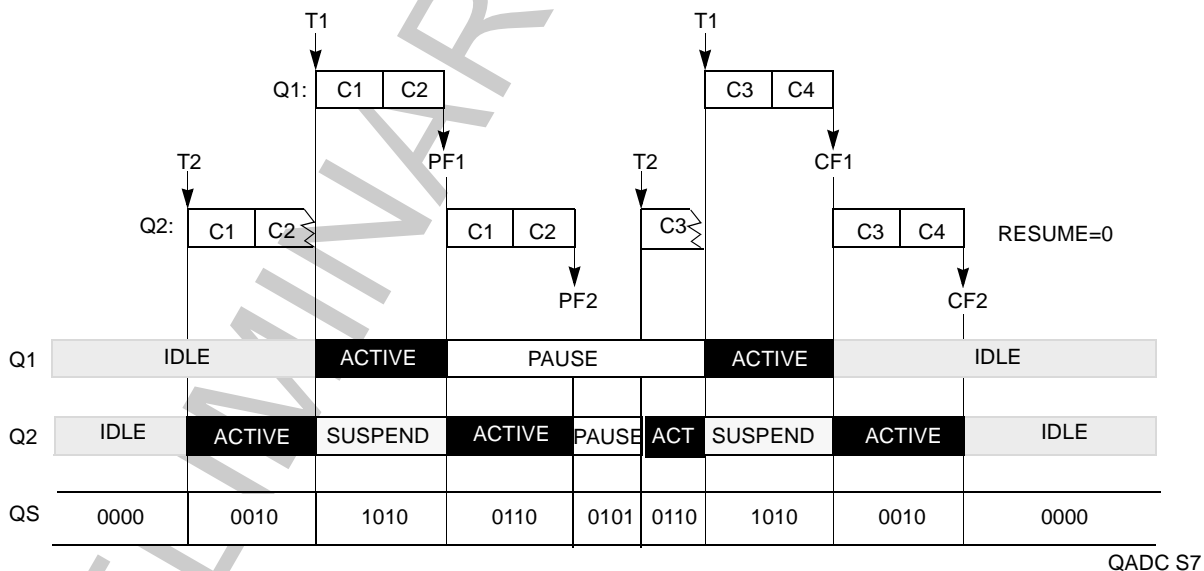 T1 T1
Q1: C1 C2 C3 C4
T2 PF1 T2 CF1
Q2: C1 C2 C1 C2 C3 C3 C4 RESUME=0
PF2 CF2
Q1 IDLE ACTIVE PAUSE ACTIVE IDLE
Q2 IDLE ACTIVE SUSPEND ACTIVE PAUSE ACT SUSPEND ACTIVE IDLE
QS 0000 0010 1010 0110 0101 0110 1010 0010 0000
QADC S7